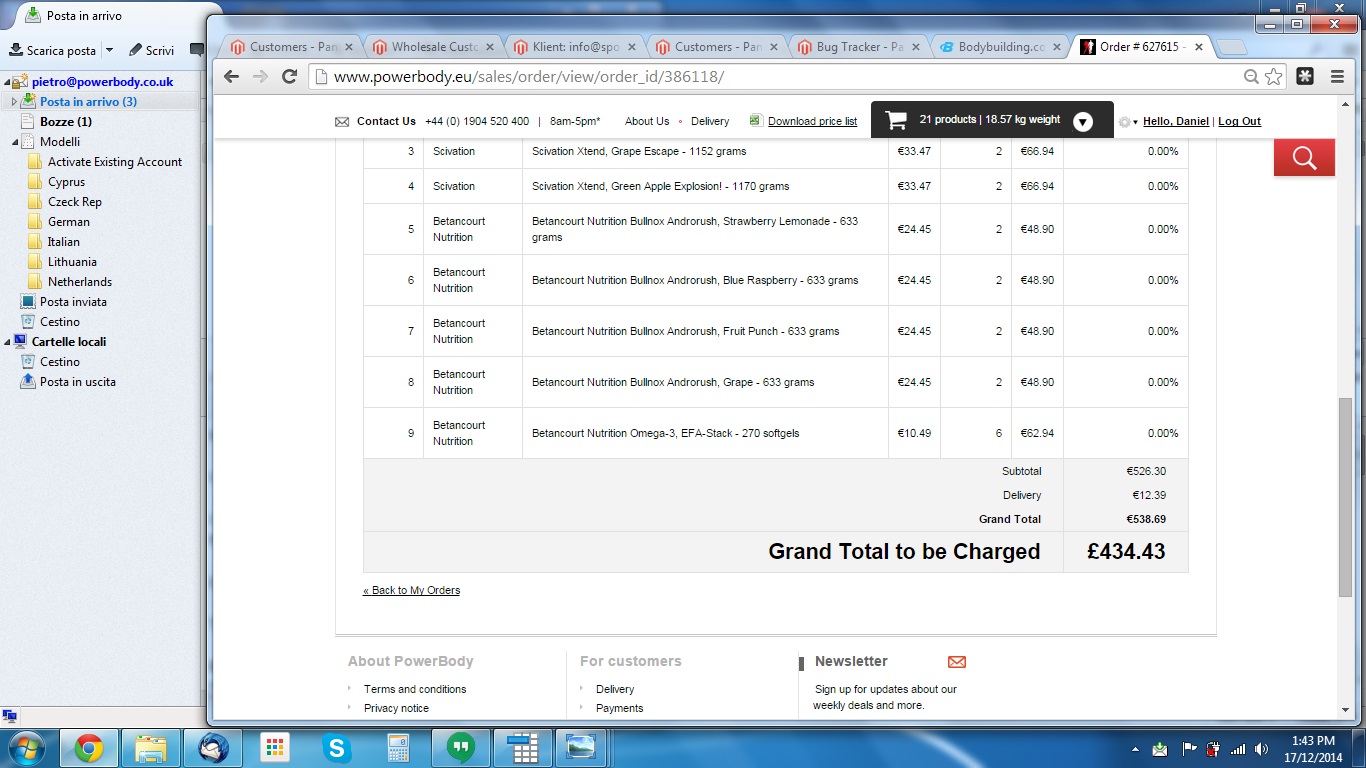 Posta in arrivo
Scarica posta
Scrivi
pietro@powerbody.co.uk
Posta in arrivo (3)
Bozze (1)
Modelli
Activate Existing Account
Cyprus
Czeck Rep
German
Italian
Lithuania
Netherlands
Posta inviata
Cestino
Cartelle locali
Cestino
Posta in uscita
Customers - Pan
Wholesale Custo
Klient: info@spo
Customers - Pan
Bug Tracker - Pa
Bodybuilding.co
Order # 627615 -
www.powerbody.eu/sales/order/view/order_id/386118/
Contact Us +44 (0) 1904 520 400 | 8am-5pm* About Us • Delivery Download price list 21 products | 18.57 kg weight Hello, Daniel | Log Out
3 Scivation Scivation Xtend, Grape Escape - 1152 grams €33.47 2 €66.94 0.00%
4 Scivation Scivation Xtend, Green Apple Explosion! - 1170 grams €33.47 2 €66.94 0.00%
5 Betancourt Nutrition Betancourt Nutrition Bullnox Androrush, Strawberry Lemonade - 633 grams €24.45 2 €48.90 0.00%
6 Betancourt Nutrition Betancourt Nutrition Bullnox Androrush, Blue Raspberry - 633 grams €24.45 2 €48.90 0.00%
7 Betancourt Nutrition Betancourt Nutrition Bullnox Androrush, Fruit Punch - 633 grams €24.45 2 €48.90 0.00%
8 Betancourt Nutrition Betancourt Nutrition Bullnox Androrush, Grape - 633 grams €24.45 2 €48.90 0.00%
9 Betancourt Nutrition Betancourt Nutrition Omega-3, EFA-Stack - 270 softgels €10.49 6 €62.94 0.00%
Subtotal €526.30
Delivery €12.39
Grand Total €538.69
Grand Total to be Charged £434.43
« Back to My Orders
About PowerBody
Terms and conditions
Privacy notice
For customers
Delivery
Payments
Newsletter
Sign up for updates about our
weekly deals and more.
1:43 PM
17/12/2014